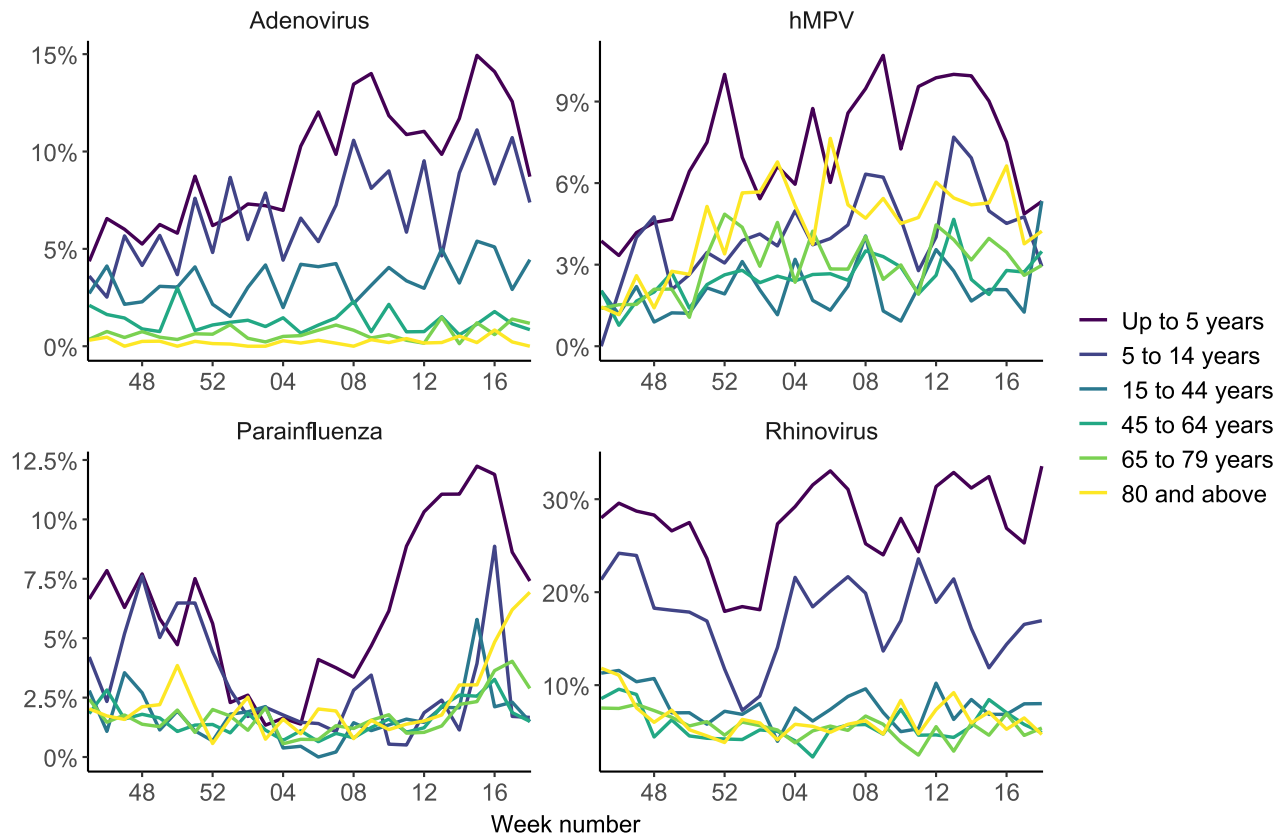 Adenovirus
hMPV
15%
10%
5%
0%
48 52 04 08 12 16
9%
6%
3%
0%
48 52 04 08 12 16
Parainfluenza
Rhinovirus
12.5%
10%
7.5%
5%
2.5%
0%
48 52 04 08 12 16
30%
20%
10%
48 52 04 08 12 16
Week number
Up to 5 years
5 to 14 years
15 to 44 years
45 to 64 years
65 to 79 years
80 and above